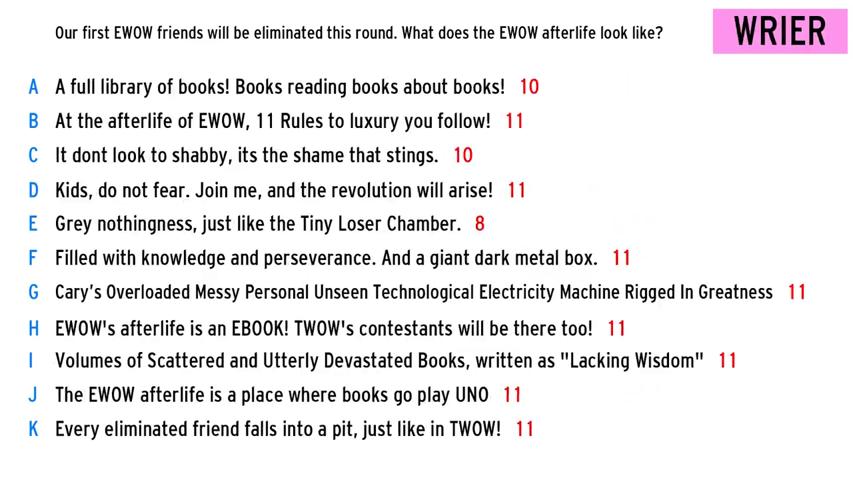 Our first EWOW friends will be eliminated this round. What does the EWOW afterlife look like?
WRIER
A A full library of books! Books reading books about books! 10
B At the afterlife of EWOW, 11 Rules to luxury you follow! 11
C It dont look to shabby, its the shame that stings. 10
D Kids, do not fear. Join me, and the revolution will arise! 11
E Grey nothingness, just like the Tiny Loser Chamber. 8
F Filled with knowledge and perseverance. And a giant dark metal box. 11
G Cary's Overloaded Messy Personal Unseen Technological Electricity Machine Rigged In Greatness 11
H EWOW's afterlife is an EBOOK! TWOW's contestants will be there too! 11
I Volumes of Scattered and Utterly Devastated Books, written as "Lacking Wisdom" 11
J The EWOW afterlife is a place where books go play UNO 11
K Every eliminated friend falls into a pit, just like in TWOW! 11